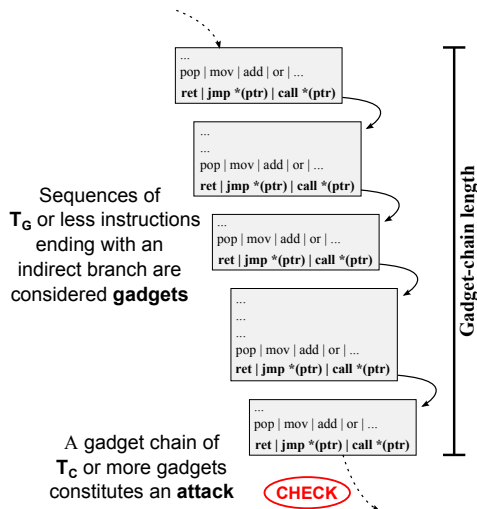 ...
pop | mov | add | or | ...
ret | jmp *(ptr) | call *(ptr)
...
...
pop | mov | add | or | ...
ret | jmp *(ptr) | call *(ptr)
Sequences of
T_G or less instructions
ending with an
indirect branch are
considered gadgets
...
pop | mov | add | or | ...
ret | jmp *(ptr) | call *(ptr)
...
...
...
pop | mov | add | or | ...
ret | jmp *(ptr) | call *(ptr)
...
pop | mov | add | or | ...
ret | jmp *(ptr) | call *(ptr)
A gadget chain of
T_C or more gadgets
constitutes an attack
CHECK
Gadget-chain length